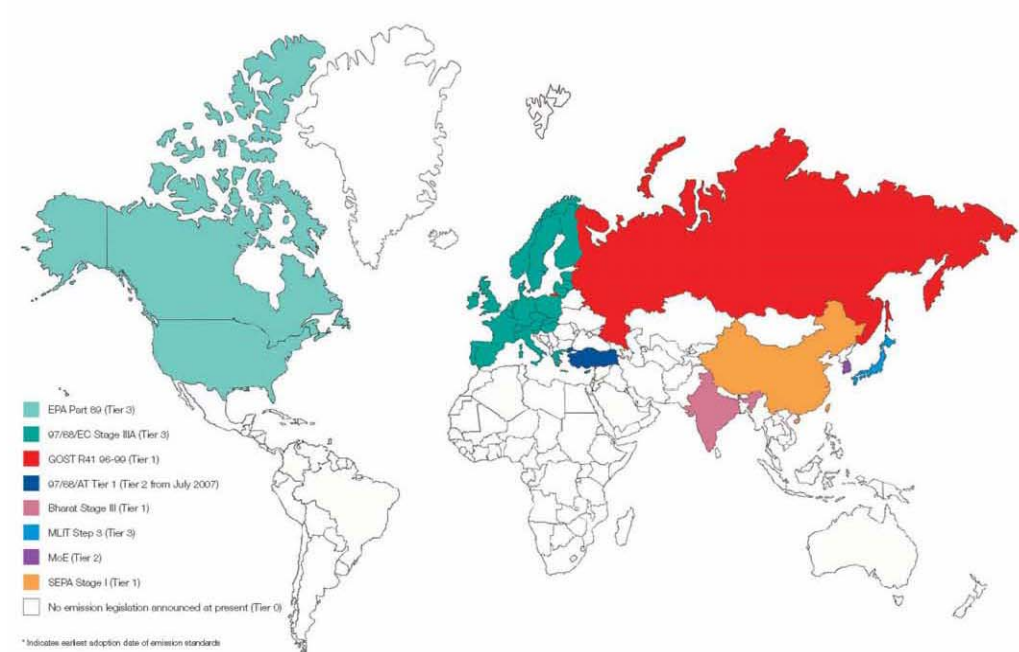 EPA Part 89 (Tier 3)
97/68/EC Stage IIIA (Tier 3)
GOST R41 96-99 (Tier 1)
97/68/AT Tier 1 (Tier 2 from July 2007)
Bharat Stage III (Tier 1)
MLIT Step 3 (Tier 3)
MoE (Tier 2)
SEPA Stage I (Tier 1)
No emission legislation announced at present (Tier 0)
* Indicates earliest adoption date of emission standards